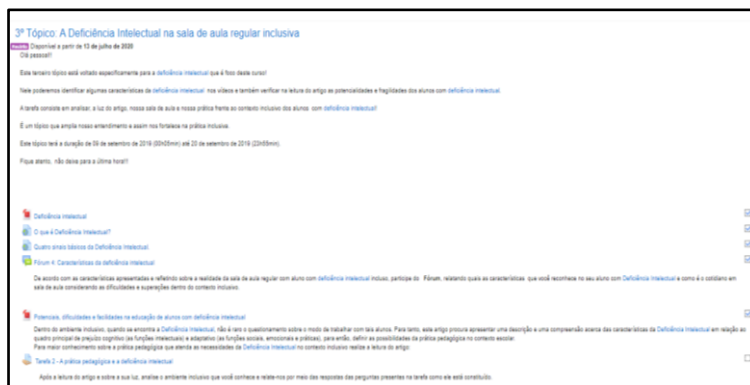 3º Tópico: A Deficiência Intelectual na sala de aula regular inclusiva
Disponível a partir de 13 de julho de 2020
Olá pessoal!!
Este terceiro tópico está voltado especificamente para a deficiência intelectual que é foco deste curso!
Nele poderemos identificar algumas características da deficiência intelectual nos vídeos e também verificar na leitura do artigo as potencialidades e fragilidades dos alunos com deficiência intelectual.
A tarefa consiste em analisar, a luz do artigo, nossa sala de aula e nossa prática frente ao contexto inclusivo dos alunos com deficiência intelectual!
É um tópico que amplia nosso entendimento e assim nos fortalece na prática inclusiva.
Este tópico terá a duração de 09 de setembro de 2019 (00h05min) até 20 de setembro de 2019 (23h55min).
Fique atento, não deixe para a última hora!!
Deficiência Intelectual
O que é Deficiência Intelectual?
Quatro sinais básicos da Deficiência Intelectual.
Fórum 4: Características da deficiência intelectual
De acordo com as características apresentadas e refletindo sobre a realidade da sala de aula regular com aluno com deficiência intelectual incluso, participe do Fórum, relatando quais as características que você reconhece no seu aluno com Deficiência Intelectual e como é o cotidiano em
sala de aula considerando as dificuldades e superações dentro do contexto inclusivo.
Potenciais, dificuldades e facilidades na educação de alunos com deficiência intelectual
Dentro do ambiente inclusivo, quando se encontra a Deficiência Intelectual, não é raro o questionamento sobre o modo de trabalhar com tais alunos. Para tanto, este artigo procura apresentar uma descrição e uma compreensão acerca das características da Deficiência Intelectual em relação ao
quadro principal de prejuízo cognitivo (as funções intelectuais) e adaptativo (as funções sociais, emocionais e práticas), para então, definir as possibilidades da prática pedagógica no contexto escolar.
Para maior conhecimento sobre a prática pedagógica que atenda as necessidades da Deficiência Intelectual no contexto inclusivo realize a leitura do artigo.
Tarefa 2 - A prática pedagógica e a deficiência intelectual
Após a leitura do artigo e sobre a sua luz, analise o ambiente inclusivo que você conhece e relate-nos por meio das respostas das perguntas presentes na tarefa como ele está constituído.